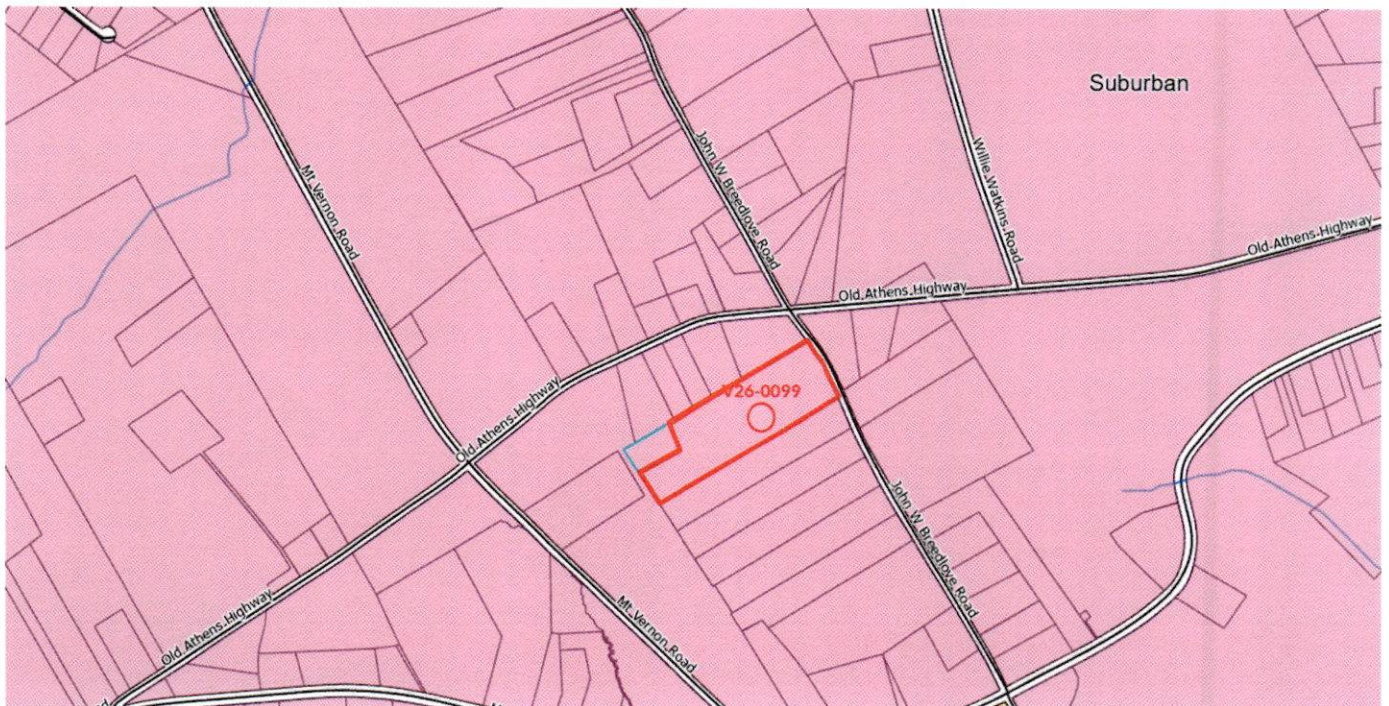 Suburban
Mt. Vernon Road
John W Breedlove Road
Willie Watkins Road
Old Athens Highway
Old Athens Highway
V26-0099
Old Athens Highway
John W Breedlove Road
Old Athens Highway
Mt. Vernon Road